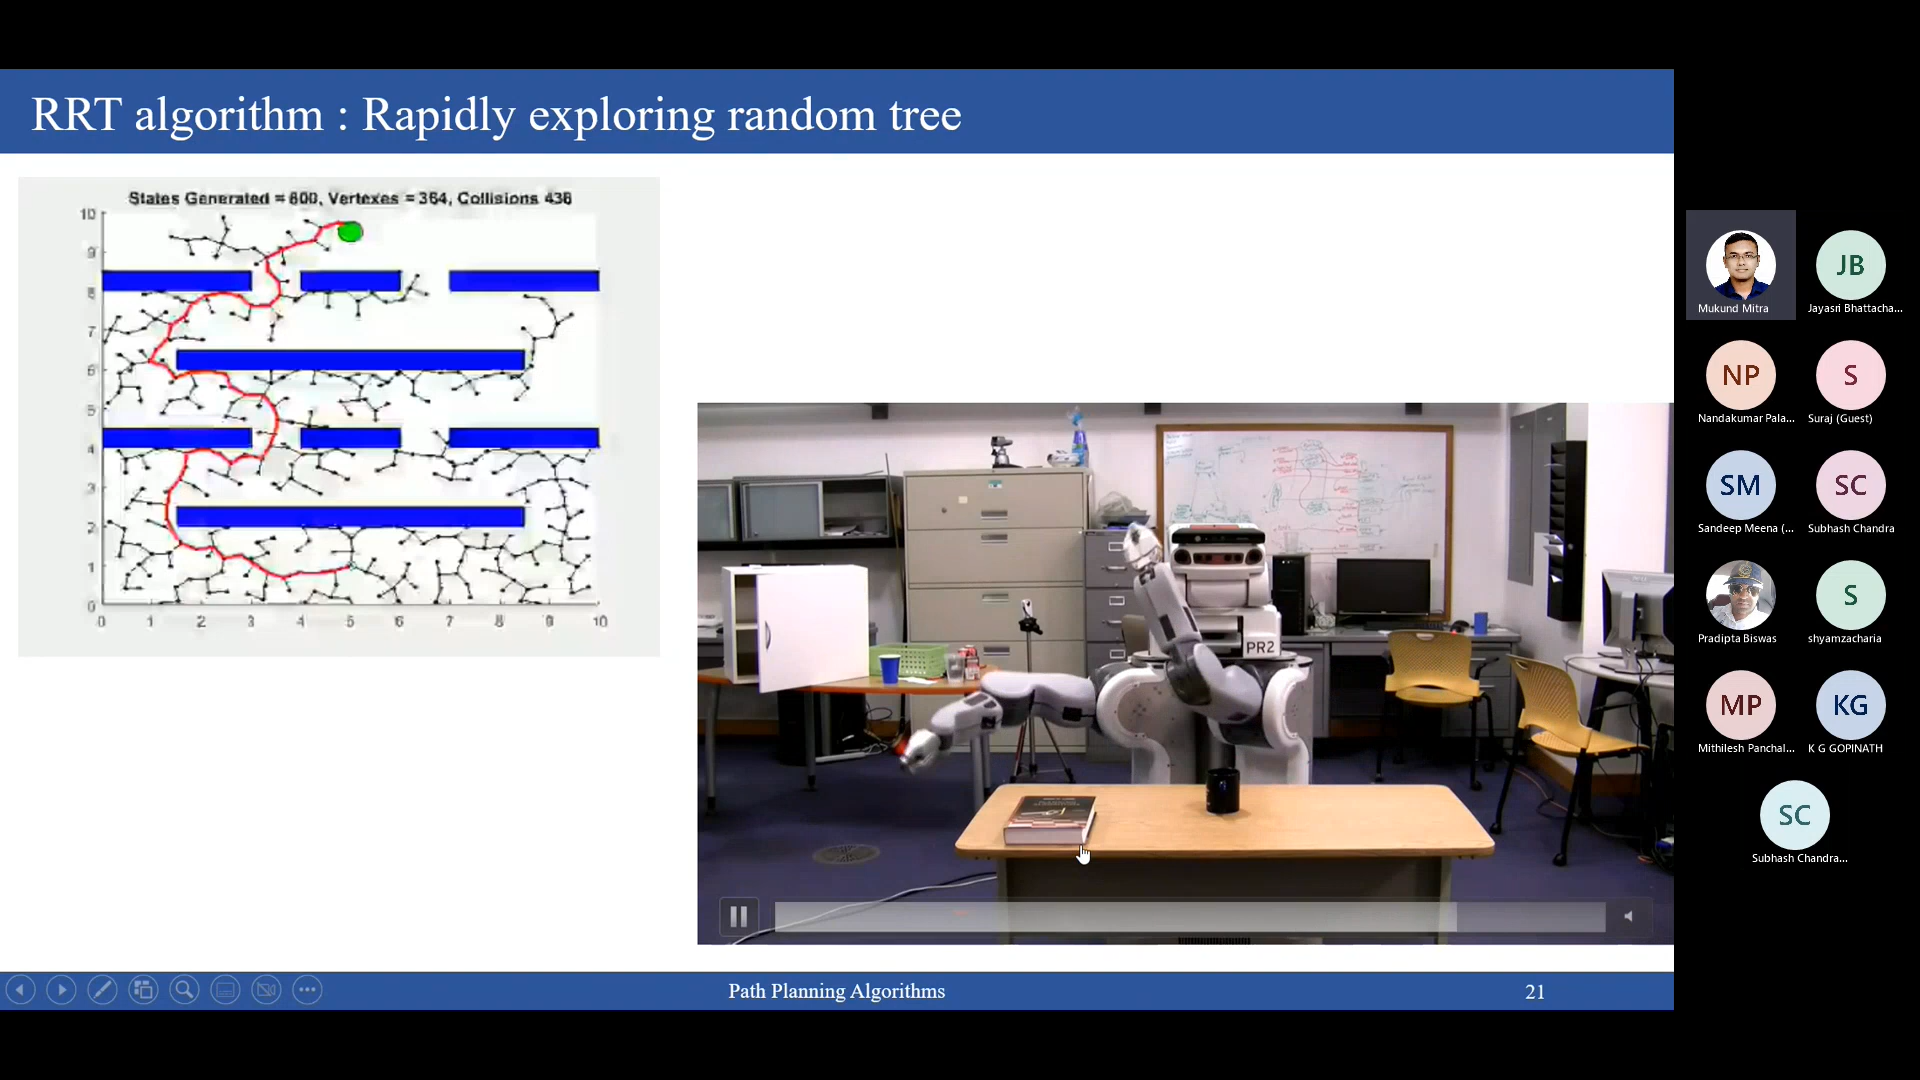 RRT algorithm : Rapidly exploring random tree
States Generated = 800, Vertexes = 364, Collisions 436
10
9
8
7
6
5
4
3
2
1
0
0 1 2 3 4 5 6 7 8 9 10
PR2
Path Planning Algorithms
21
Mukund Mitra
JB
Jayasri Bhattacha...
NP
Nandakumar Pala...
S
Suraj (Guest)
SM
Sandeep Meena (...
SC
Subhash Chandra
Pradipta Biswas
S
shyamzacharia
MP
Mithilesh Panchal...
KG
K G GOPINATH
SC
Subhash Chandra...